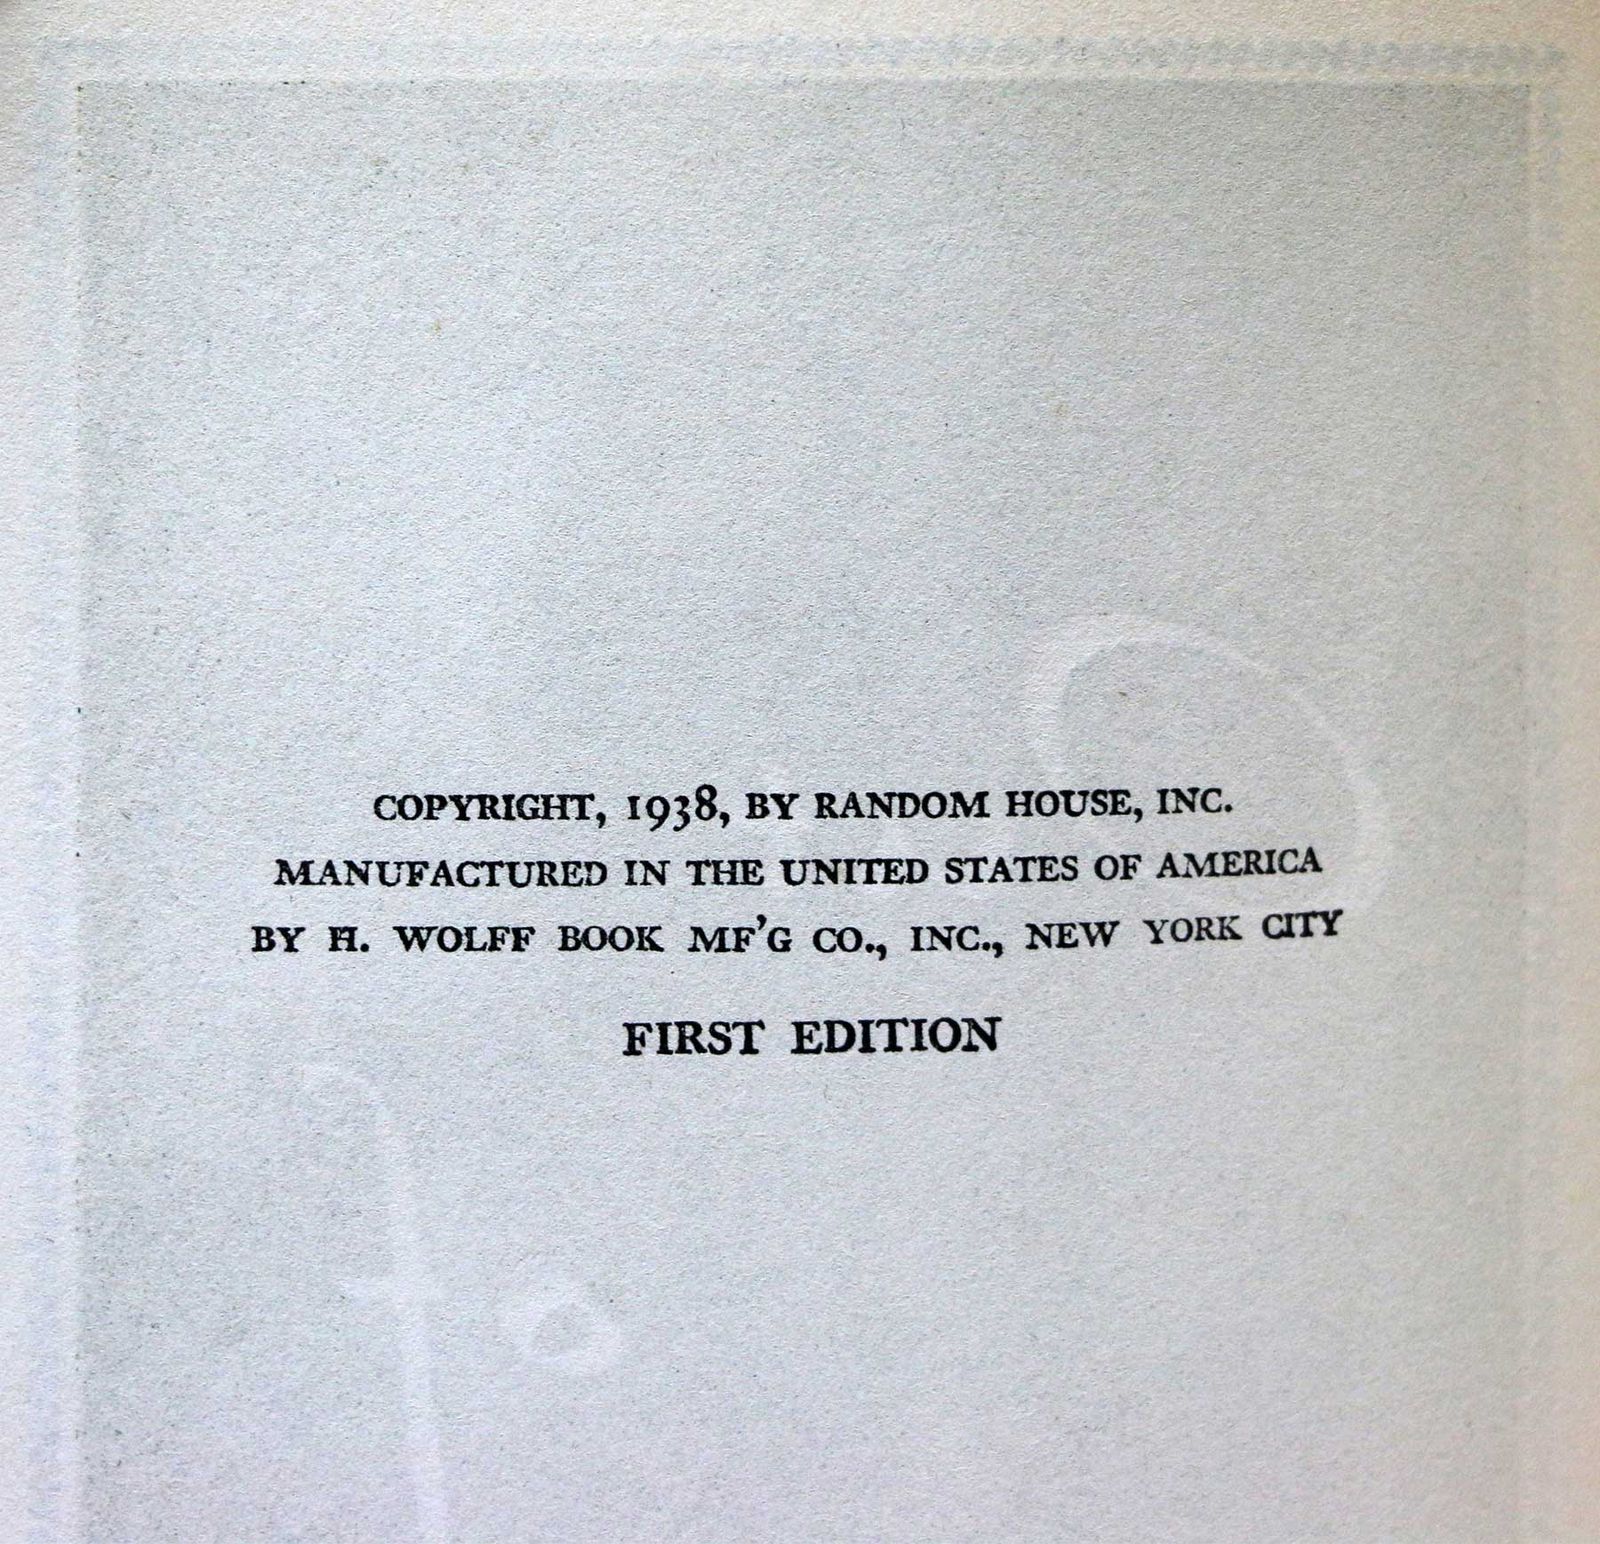 COPYRIGHT, 1938, BY RANDOM HOUSE, INC.
MANUFACTURED IN THE UNITED STATES OF AMERICA
BY H. WOLFF BOOK MF'G CO., INC., NEW YORK CITY
FIRST EDITION